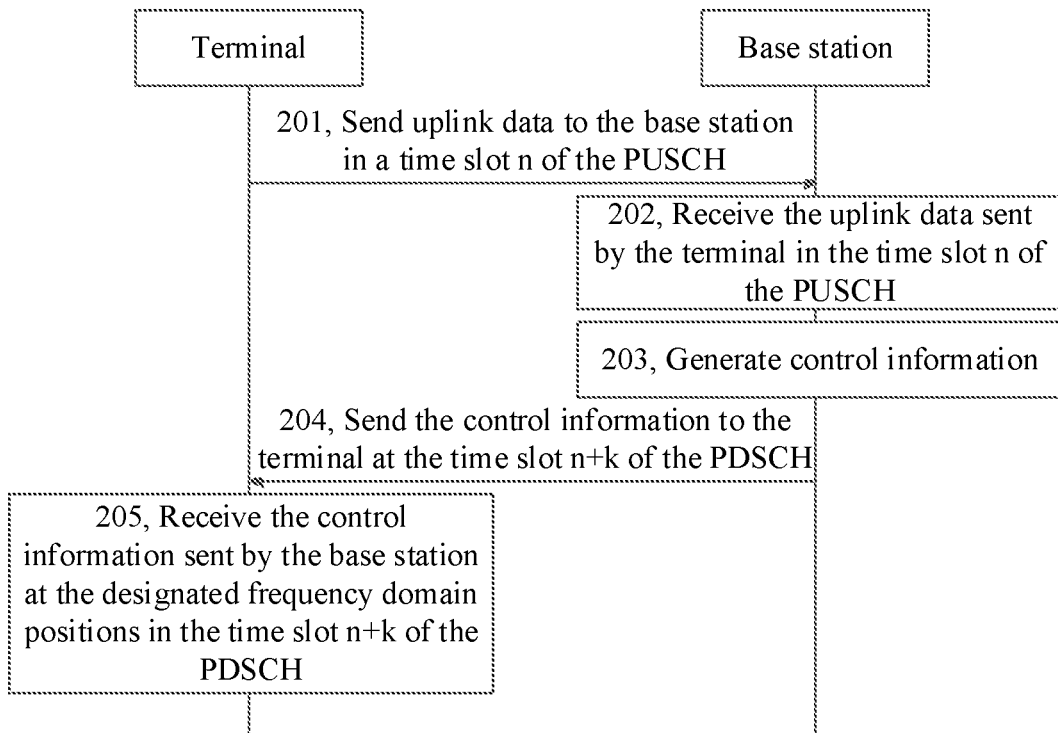 Terminal
Base station
201, Send uplink data to the base station
in a time slot n of the PUSCH
202, Receive the uplink data sent
by the terminal in the time slot n of
the PUSCH
203, Generate control information
204, Send the control information to the
terminal at the time slot n+k of the PDSCH
205, Receive the control
information sent by the base station
at the designated frequency domain
positions in the time slot n+k of the
PDSCH